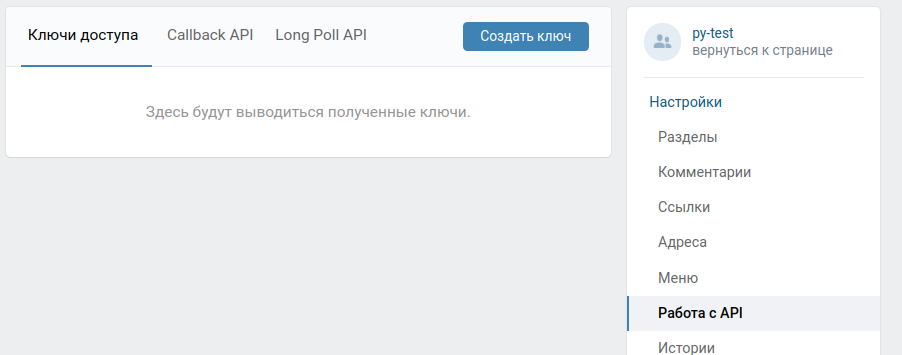 Ключи доступа
Callback API
Long Poll API
Создать ключ
Здесь будут выводиться полученные ключи.
py-test
вернуться к странице
Настройки
Разделы
Комментарии
Ссылки
Адреса
Меню
Работа с API
Истории